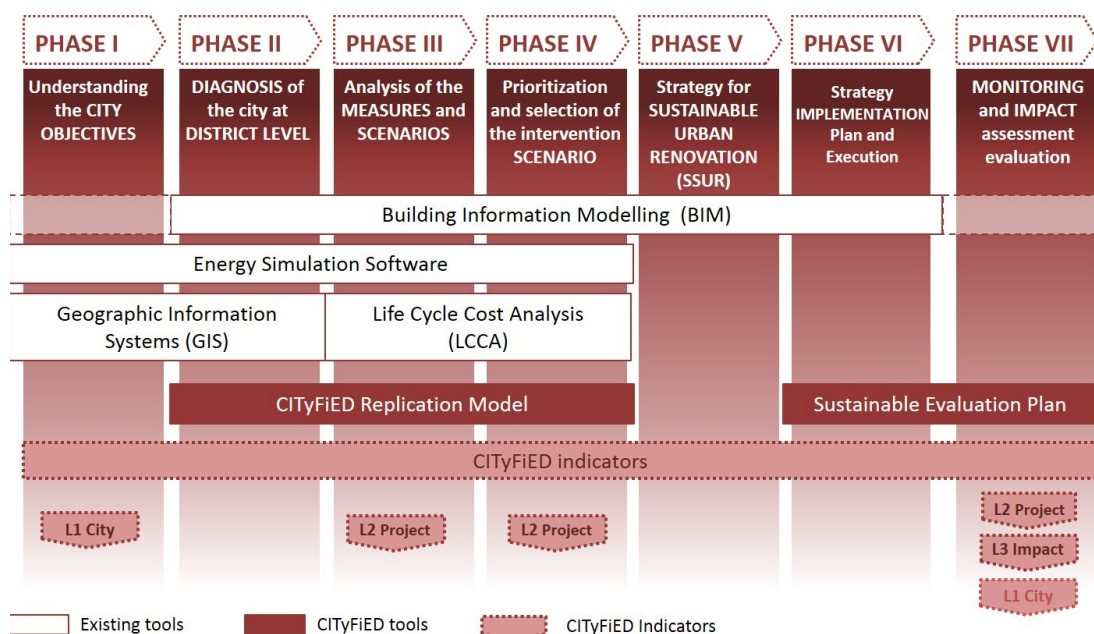 PHASE I
PHASE II
PHASE III
PHASE IV
PHASE V
PHASE VI
PHASE VII
Understanding
the CITY
OBJECTIVES
DIAGNOSIS of
the city at
DISTRICT LEVEL
Analysis of the
MEASURES and
SCENARIOS
Prioritization
and selection of
the intervention
SCENARIO
Strategy for
SUSTAINABLE
URBAN
RENOVATION
(SSUR)
Strategy
IMPLEMENTATION
Plan and
Execution
MONITORING
and IMPACT
assessment
evaluation
Building Information Modelling (BIM)
Energy Simulation Software
Geographic Information
Systems (GIS)
Life Cycle Cost Analysis
(LCCA)
CITyFiED Replication Model
Sustainable Evaluation Plan
CITyFiED indicators
L1 City
L2 Project
L2 Project
L2 Project
L3 Impact
L1 City
Existing tools
CITyFiED tools
CITyFiED Indicators